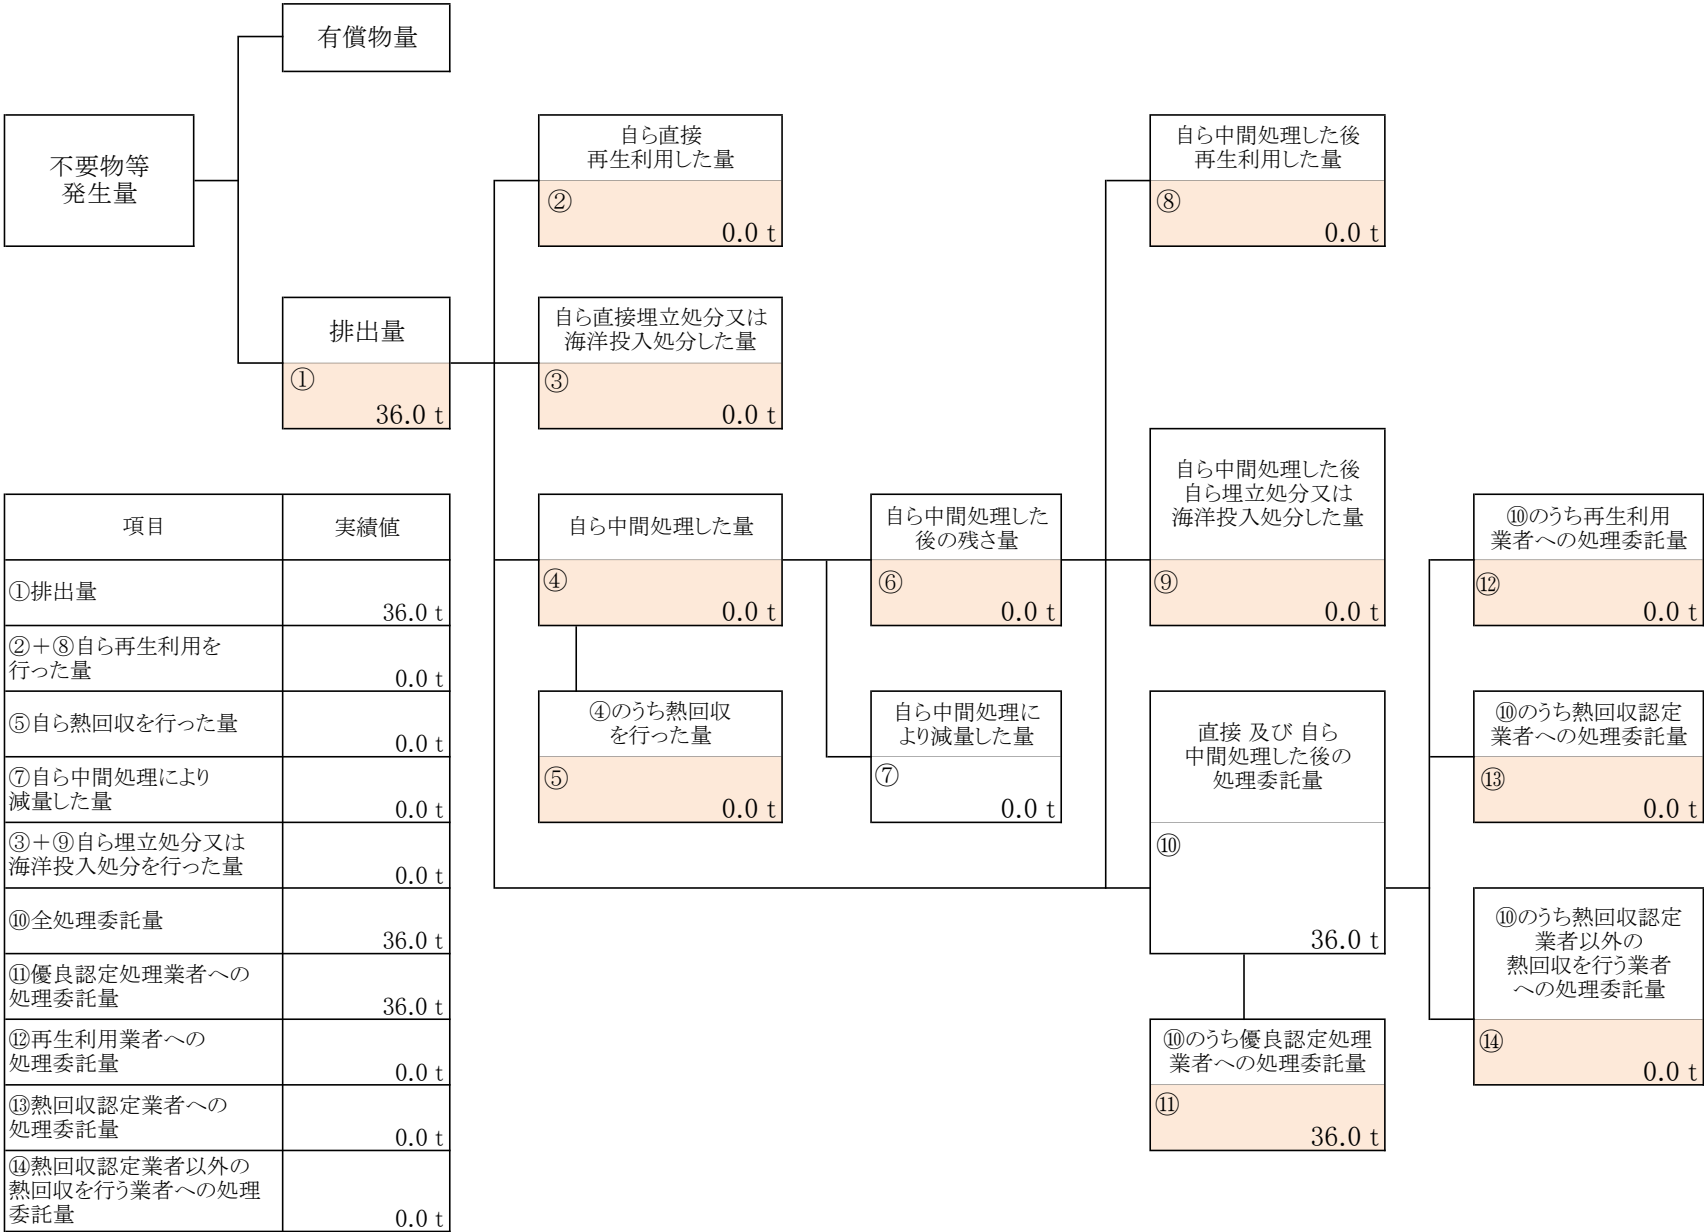 有償物量
不要物等
発生量
自ら直接
再生利用した量
②
0.0 t
自ら中間処理した後
再生利用した量
⑧
0.0 t
排出量
①
36.0 t
自ら直接埋立処分又は
海洋投入処分した量
③
0.0 t
自ら中間処理した量
④
0.0 t
自ら中間処理した
後の残さ量
⑥
0.0 t
自ら中間処理した後
自ら埋立処分又は
海洋投入処分した量
⑨
0.0 t
⑩のうち再生利用
業者への処理委託量
⑫
0.0 t
④のうち熱回収
を行った量
⑤
0.0 t
自ら中間処理に
より減量した量
⑦
0.0 t
直接 及び 自ら
中間処理した後の
処理委託量
⑩
36.0 t
⑩のうち熱回収認定
業者への処理委託量
⑬
0.0 t
⑩のうち熱回収認定
業者以外の
熱回収を行う業者
への処理委託量
⑭
0.0 t
⑩のうち優良認定処理
業者への処理委託量
⑪
36.0 t
項目
実績値
①排出量
36.0 t
②＋⑧自ら再生利用を
行った量
0.0 t
⑤自ら熱回収を行った量
0.0 t
⑦自ら中間処理により
減量した量
0.0 t
③＋⑨自ら埋立処分又は
海洋投入処分を行った量
0.0 t
⑩全処理委託量
36.0 t
⑪優良認定処理業者への
処理委託量
36.0 t
⑫再生利用業者への
処理委託量
0.0 t
⑬熱回収認定業者への
処理委託量
0.0 t
⑭熱回収認定業者以外の
熱回収を行う業者への処理
委託量
0.0 t